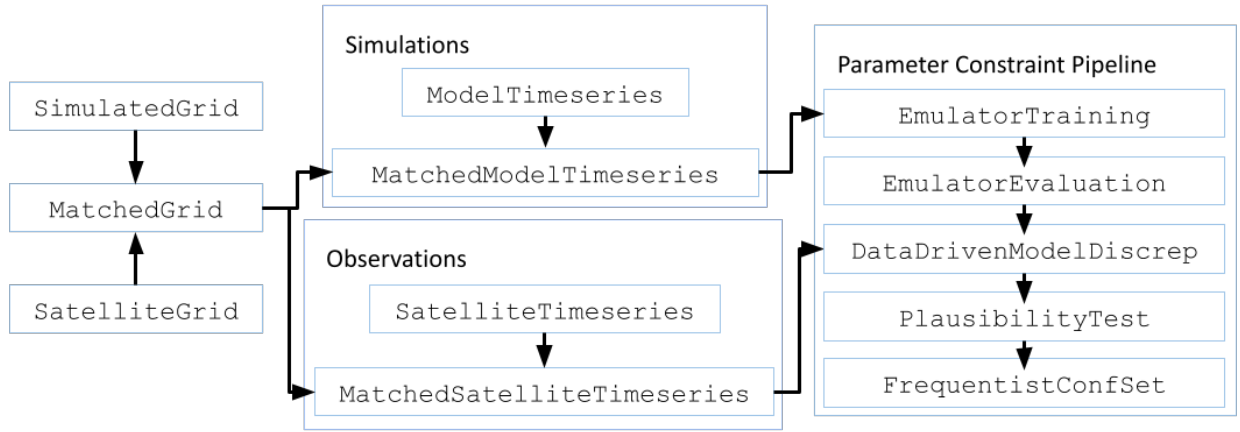 SimulatedGrid
MatchedGrid
SatelliteGrid
Simulations
ModelTimeseries
MatchedModelTimeseries
Observations
SatelliteTimeseries
MatchedSatelliteTimeseries
Parameter Constraint Pipeline
EmulatorTraining
EmulatorEvaluation
DataDrivenModelDiscrep
PlausibilityTest
FrequentistConfSet